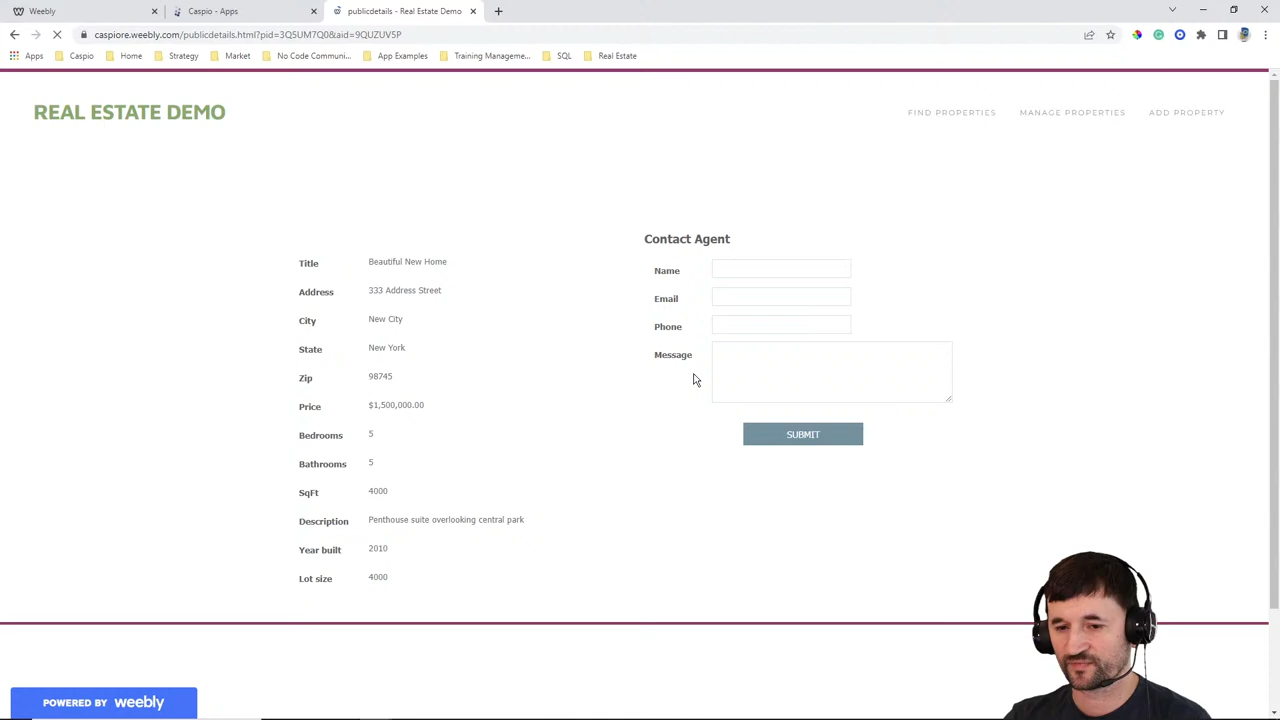 Weebly
Caspio - Apps
publicdetails - Real Estate Demo
caspiore.weebly.com/publicdetails.html?pid=3QSUM7Q0&aid=9QUZUV5P
Apps Caspio Home Strategy Market No Code Communi... App Examples Training Manageme... SQL Real Estate
REAL ESTATE DEMO
FIND PROPERTIES MANAGE PROPERTIES ADD PROPERTY
Title Beautiful New Home
Address 333 Address Street
City New City
State New York
Zip 98745
Price $1,500,000.00
Bedrooms 5
Bathrooms 5
SqFt 4000
Description Penthouse suite overlooking central park
Year built 2010
Lot size 4000
Contact Agent
Name
Email
Phone
Message
SUBMIT
POWERED BY weebly